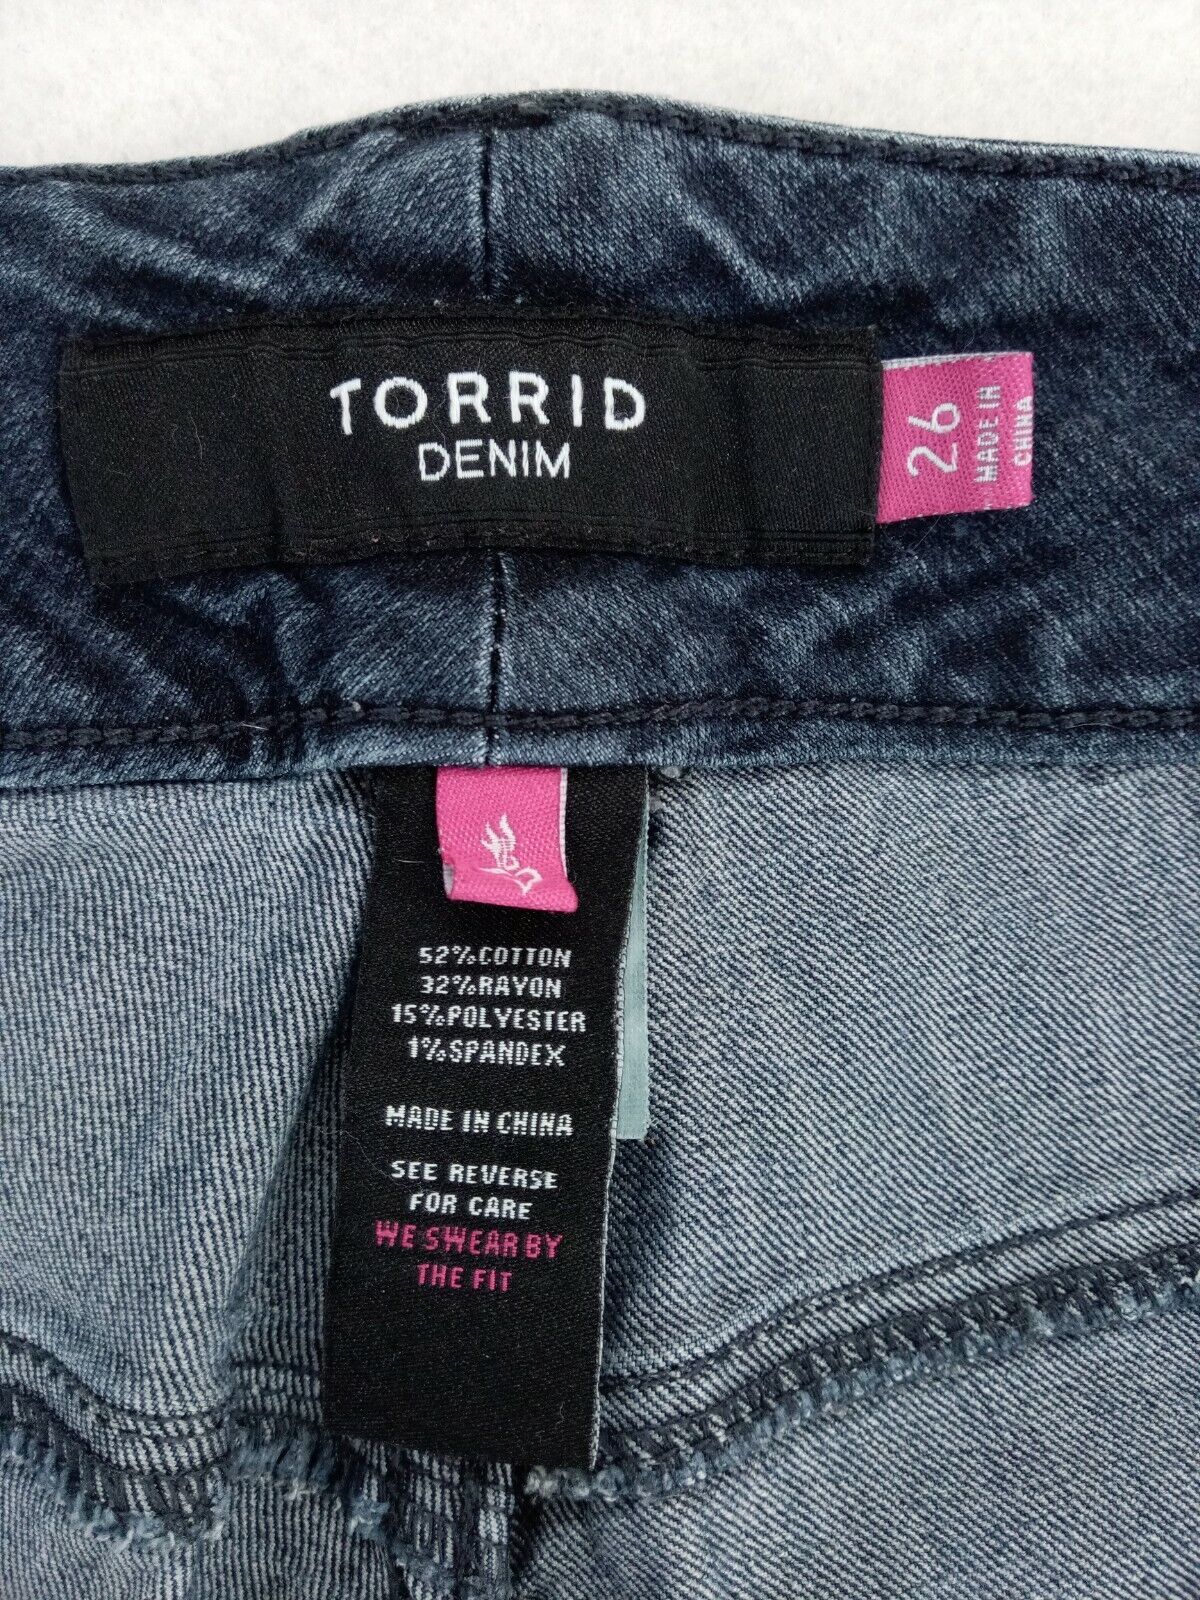 TORRID
DENIM
26
MADE IN
CHINA
52%COTTON
32%RAYON
15%POLYESTER
1%SPANDEX
MADE IN CHINA
SEE REVERSE
FOR CARE
WE SWEAR BY
THE FIT